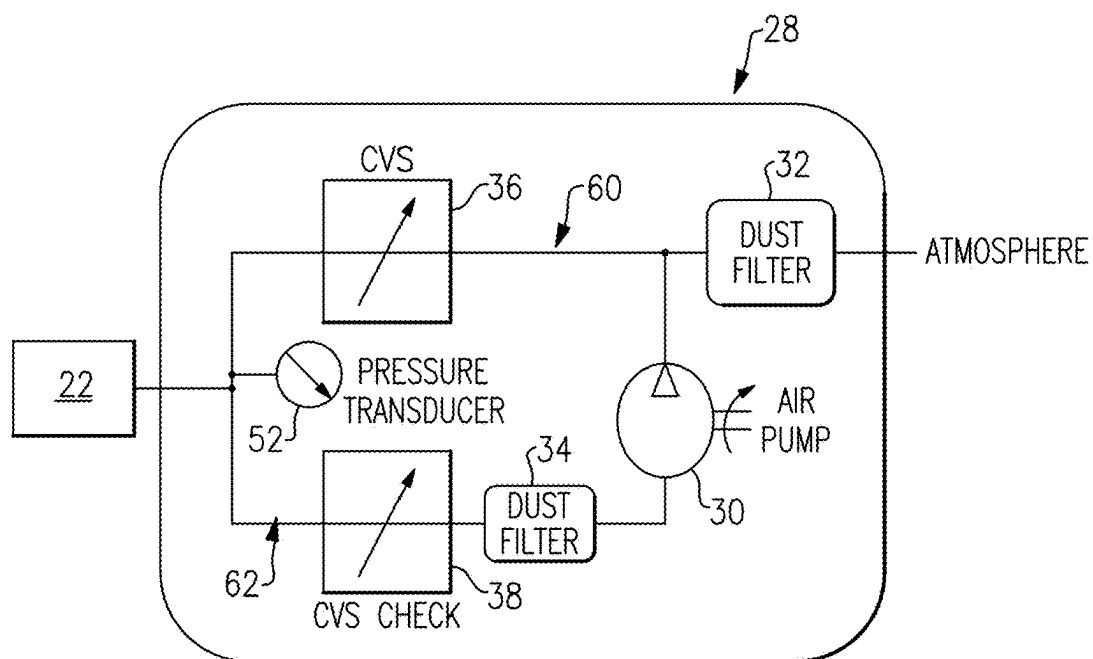 28
CVS
36
60
32
DUST
FILTER
ATMOSPHERE
22
PRESSURE
TRANSDUCER
52
AIR
PUMP
34
DUST
FILTER
30
62
38
CVS CHECK